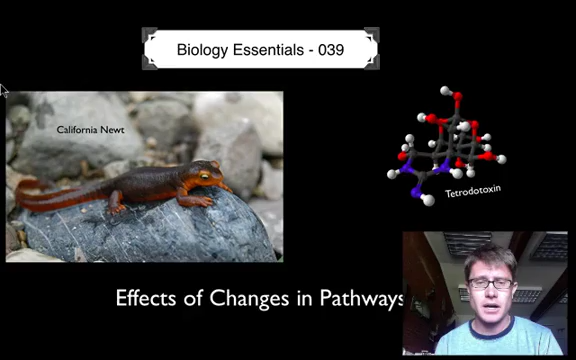 Biology Essentials - 039
California Newt
Tetrodotoxin
Effects of Changes in Pathways